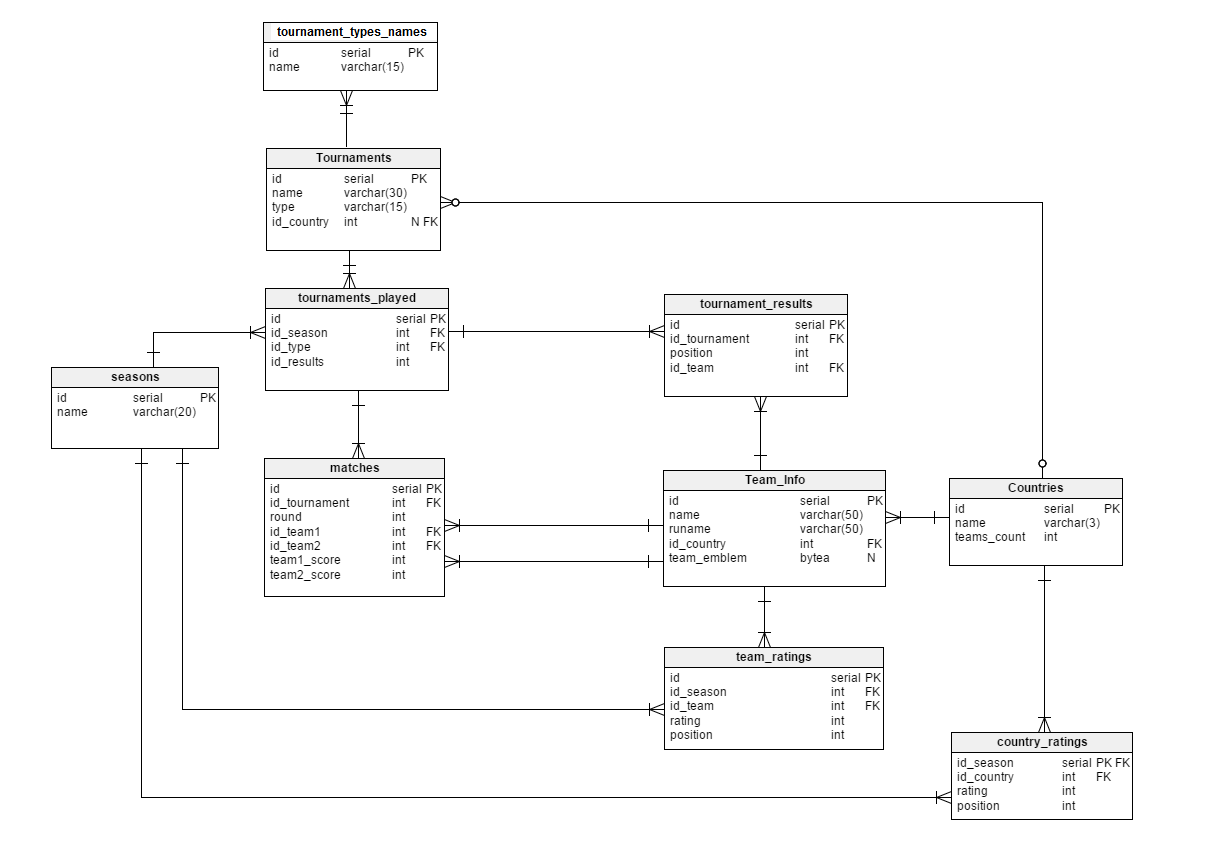 tournament_types_names
id serial PK
name varchar(15)
Tournaments
id serial PK
name varchar(30)
type varchar(15)
id_country int N FK
tournaments_played
id serial PK
id_season int FK
id_type int FK
id_results int
tournament_results
id serial PK
id_tournament int FK
position int
id_team int FK
seasons
id serial PK
name varchar(20)
matches
id serial PK
id_tournament int FK
round int
id_team1 int FK
id_team2 int FK
team1_score int
team2_score int
Team_Info
id serial PK
name varchar(50)
runame varchar(50)
id_country int FK
team_emblem bytea N
Countries
id serial PK
name varchar(3)
teams_count int
team_ratings
id serial PK
id_season int FK
id_team int FK
rating int
position int
country_ratings
id_season serial PK FK
id_country int FK
rating int
position int